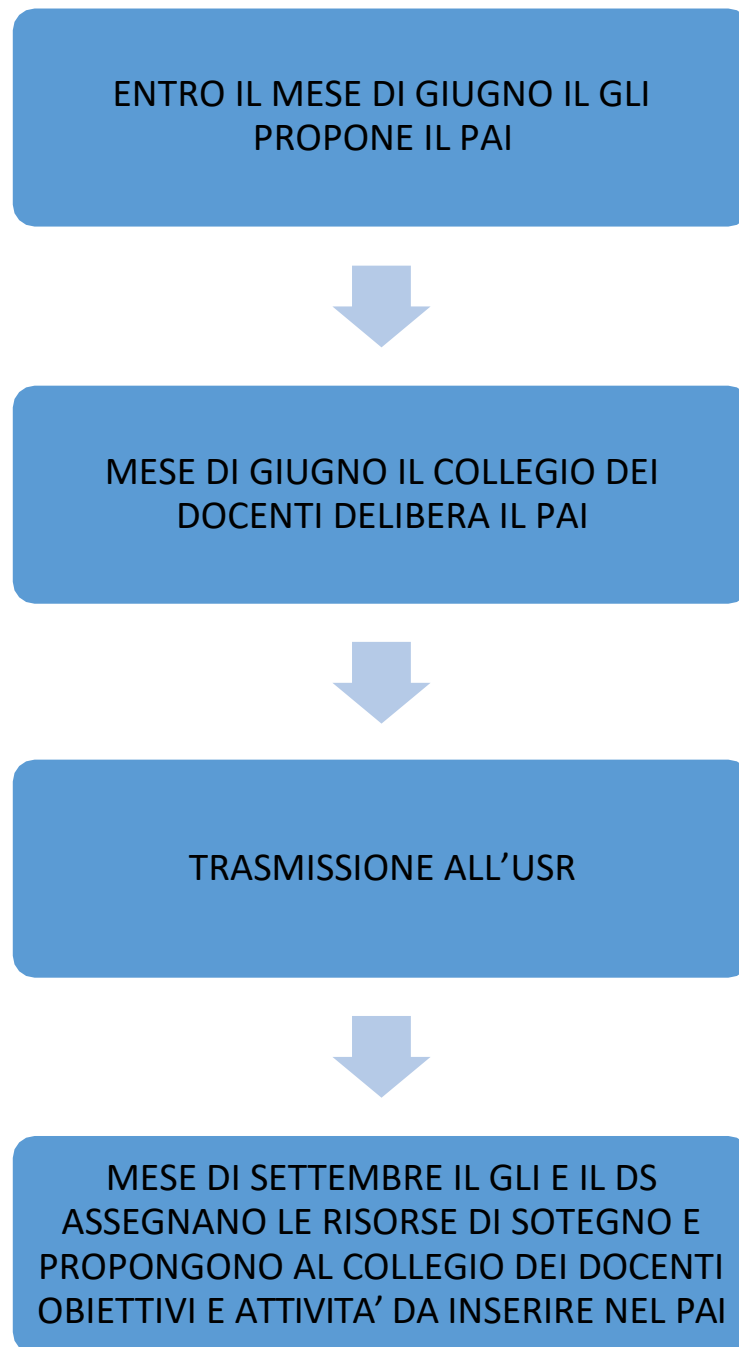 ENTRO IL MESE DI GIUGNO IL GLI
PROPONE IL PAI
MESE DI GIUGNO IL COLLEGIO DEI
DOCENTI DELIBERA IL PAI
TRASMISSIONE ALL’USR
MESE DI SETTEMBRE IL GLI E IL DS
ASSEGNANO LE RISORSE DI SOTEGNO E
PROPONGONO AL COLLEGIO DEI DOCENTI
OBIETTIVI E ATTIVITA’ DA INSERIRE NEL PAI